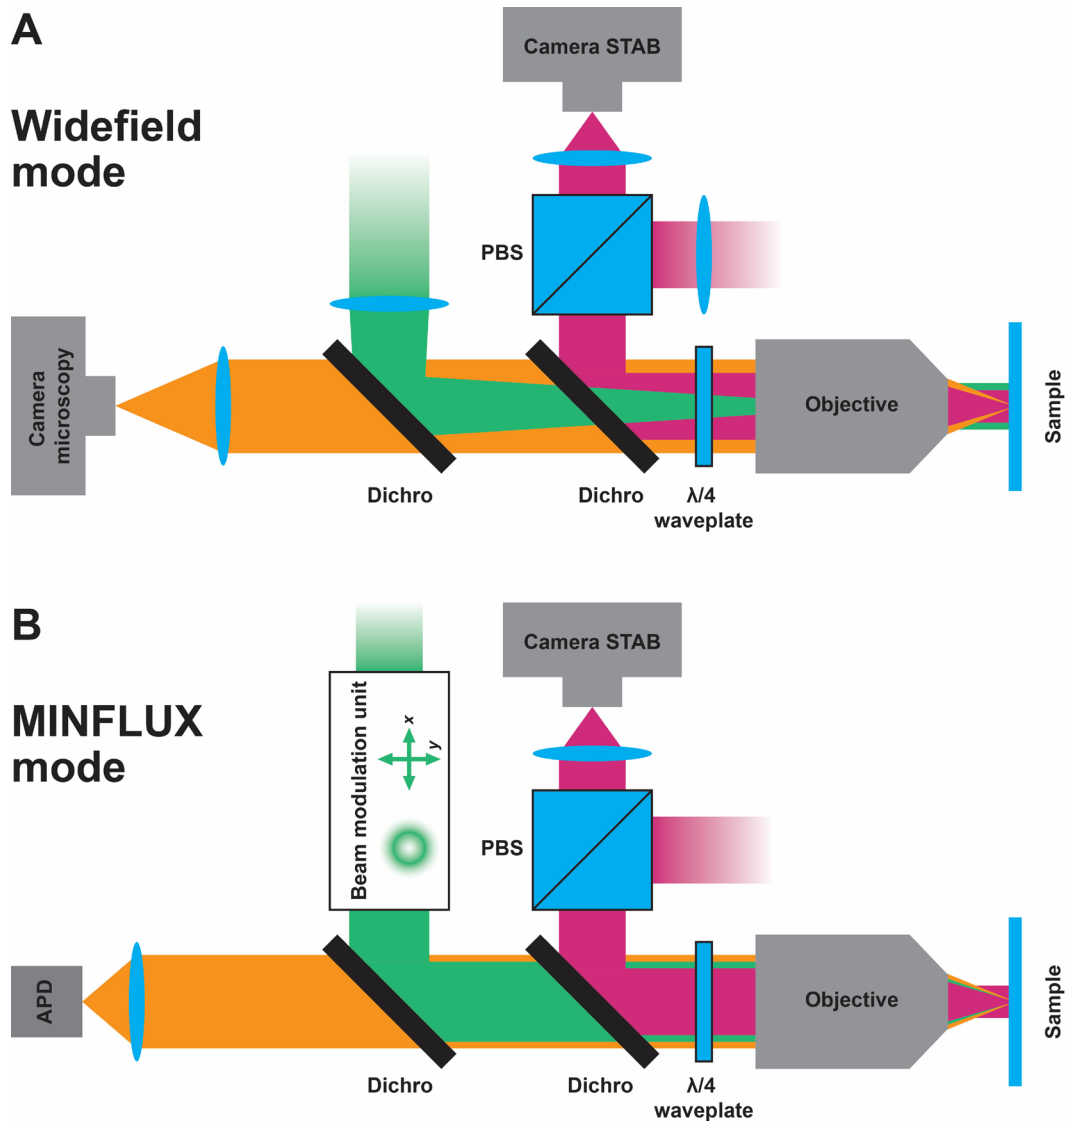 A
Widefield
mode
Camera STAB
PBS
Camera
microscopy
Objective
Sample
Dichro
Dichro
λ/4
waveplate
B
MINFLUX
mode
Camera STAB
Beam modulation unit
x
y
PBS
APD
Objective
Sample
Dichro
Dichro
λ/4
waveplate